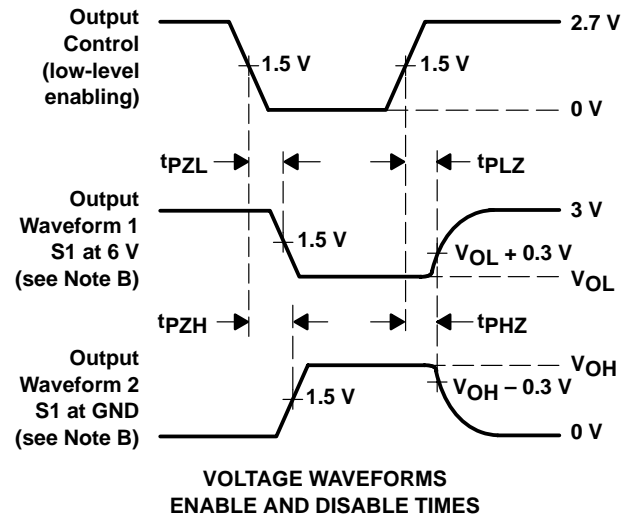 Output
Control
(low-level
enabling)
2.7 V
1.5 V
1.5 V
0 V
tPZL
tPLZ
Output
Waveform 1
S1 at 6 V
(see Note B)
3 V
1.5 V
VOL + 0.3 V
VOL
tPZH
tPHZ
Output
Waveform 2
S1 at GND
(see Note B)
VOH
1.5 V
VOH – 0.3 V
0 V
VOLTAGE WAVEFORMS
ENABLE AND DISABLE TIMES